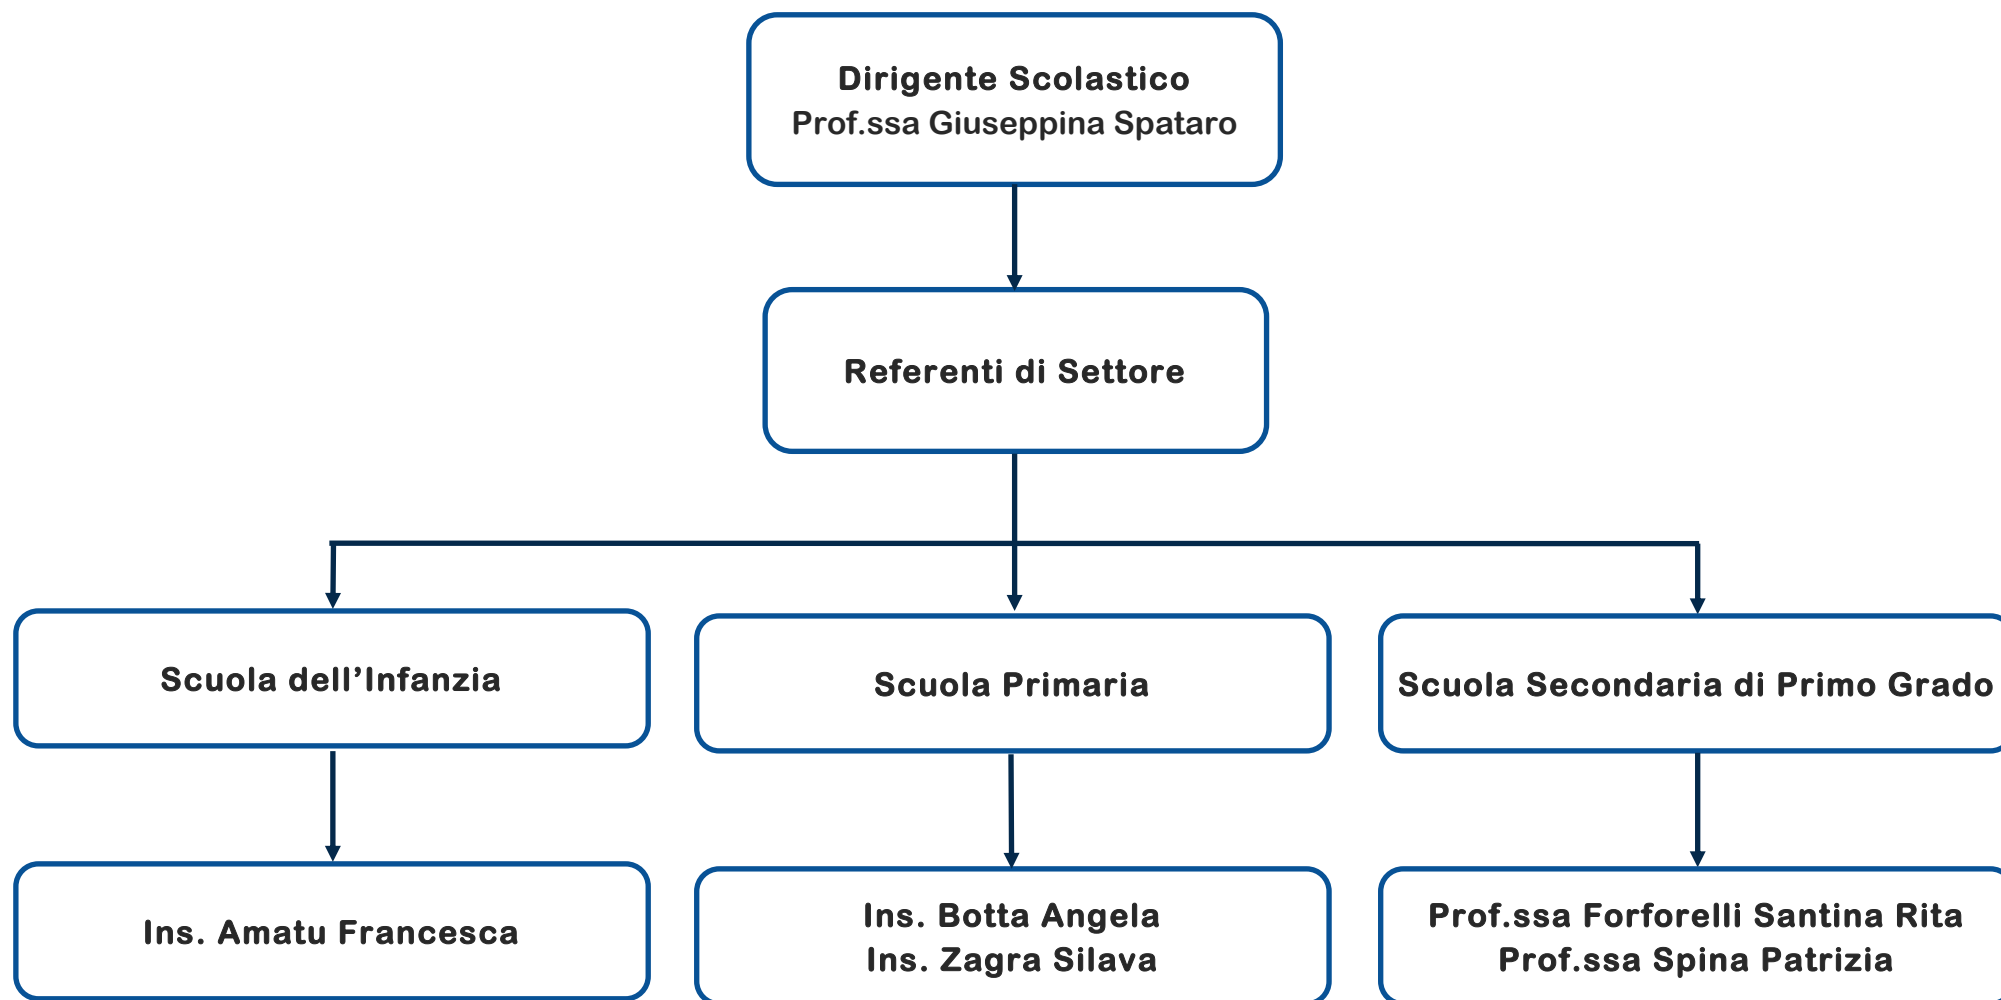 Dirigente Scolastico
Prof.ssa Giuseppina Spataro
Referenti di Settore
Scuola dell’Infanzia
Scuola Primaria
Scuola Secondaria di Primo Grado
Ins. Amatu Francesca
Ins. Botta Angela
Ins. Zagra Silava
Prof.ssa Forforelli Santina Rita
Prof.ssa Spina Patrizia